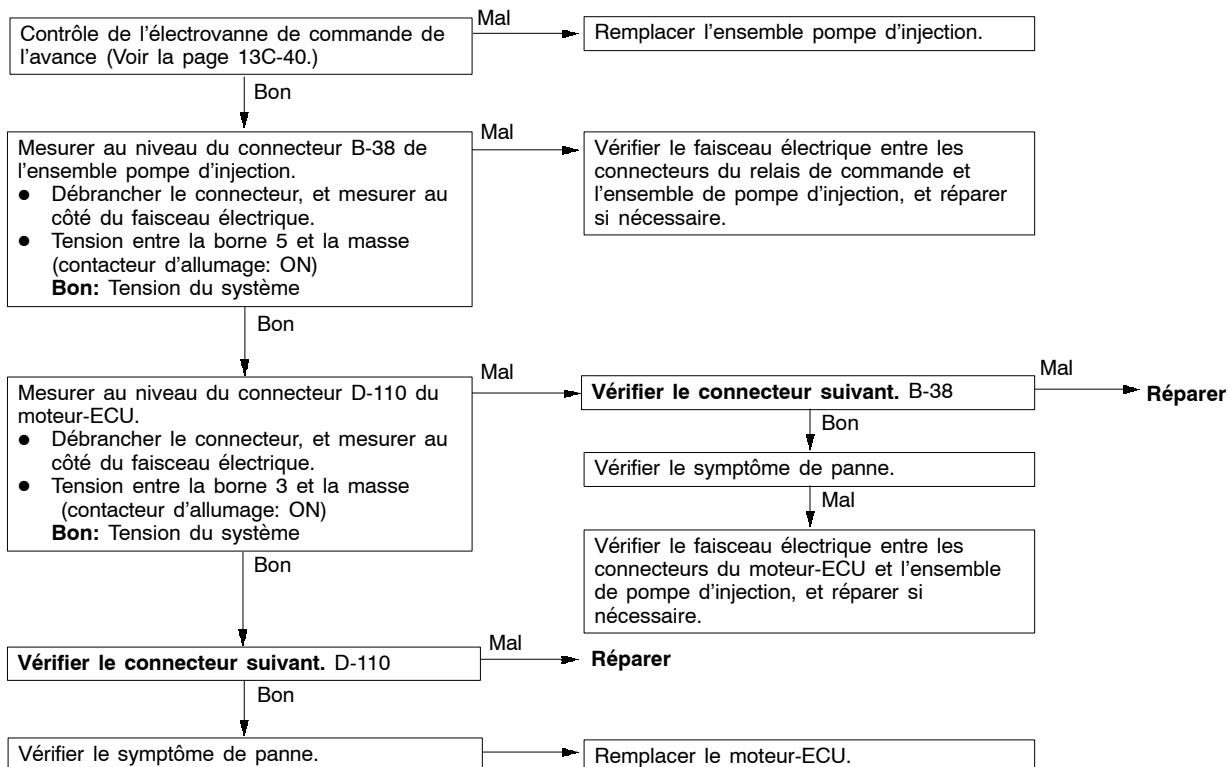 Contrôle de l'électrovanne de commande de
l'avance (Voir la page 13C-40.)
Mal
Remplacer l'ensemble pompe d'injection.
Bon
Mesurer au niveau du connecteur B-38 de
l'ensemble pompe d'injection.
● Débrancher le connecteur, et mesurer au
côté du faisceau électrique.
● Tension entre la borne 5 et la masse
(contacteur d'allumage: ON)
Bon: Tension du système
Mal
Vérifier le faisceau électrique entre les
connecteurs du relais de commande et
l'ensemble de pompe d'injection, et réparer
si nécessaire.
Bon
Mesurer au niveau du connecteur D-110 du
moteur-ECU.
● Débrancher le connecteur, et mesurer au
côté du faisceau électrique.
● Tension entre la borne 3 et la masse
(contacteur d'allumage: ON)
Bon: Tension du système
Mal
Vérifier le connecteur suivant. B-38
Mal
Réparer
Bon
Vérifier le symptôme de panne.
Mal
Vérifier le faisceau électrique entre les
connecteurs du moteur-ECU et l'ensemble
de pompe d'injection, et réparer si
nécessaire.
Bon
Vérifier le connecteur suivant. D-110
Mal
Réparer
Bon
Vérifier le symptôme de panne.
Remplacer le moteur-ECU.